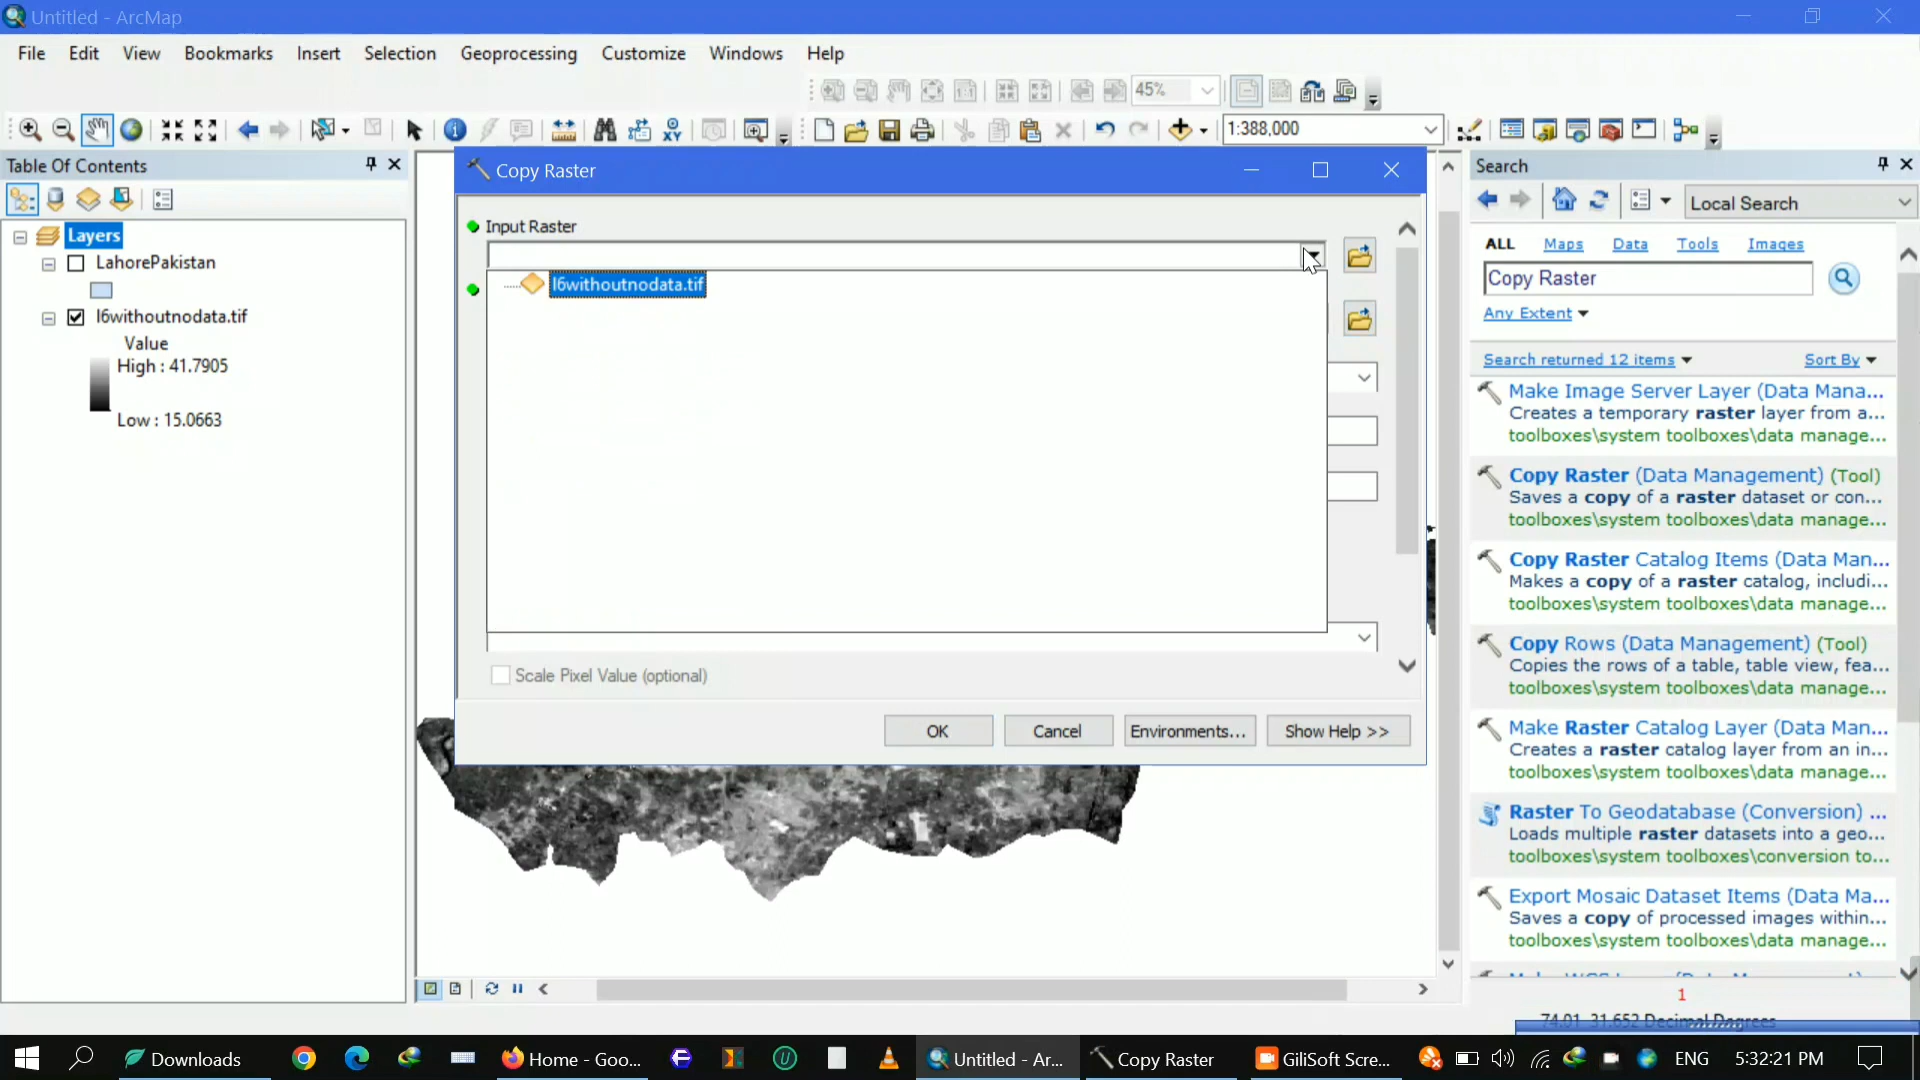 Untitled - ArcMap
File Edit View Bookmarks Insert Selection Geoprocessing Customize Windows Help
45%
1:388,000
Table Of Contents
Layers
LahorePakistan
l6withoutnodata.tif
Value
High : 41.7905
Low : 15.0663
Copy Raster
Input Raster
l6withoutnodata.tif
Scale Pixel Value (optional)
OK Cancel Environments... Show Help >>
Search
Local Search
ALL Maps Data Tools Images
Copy Raster
Any Extent
Search returned 12 items Sort By
Make Image Server Layer (Data Mana...
Creates a temporary raster layer from a...
toolboxes\system toolboxes\data manage...
Copy Raster (Data Management) (Tool)
Saves a copy of a raster dataset or con...
toolboxes\system toolboxes\data manage...
Copy Raster Catalog Items (Data Man...
Makes a copy of a raster catalog, includi...
toolboxes\system toolboxes\data manage...
Copy Rows (Data Management) (Tool)
Copies the rows of a table, table view, fea...
toolboxes\system toolboxes\data manage...
Make Raster Catalog Layer (Data Man...
Creates a raster catalog layer from an in...
toolboxes\system toolboxes\data manage...
Raster To Geodatabase (Conversion) ...
Loads multiple raster datasets into a geo...
toolboxes\system toolboxes\conversion to...
Export Mosaic Dataset Items (Data Ma...
Saves a copy of processed images within...
toolboxes\system toolboxes\data manage...
1
74.01 31.652 Decimal Degrees
Downloads Home - Goo... Untitled - Ar... Copy Raster GiliSoft Scre... ENG 5:32:21 PM